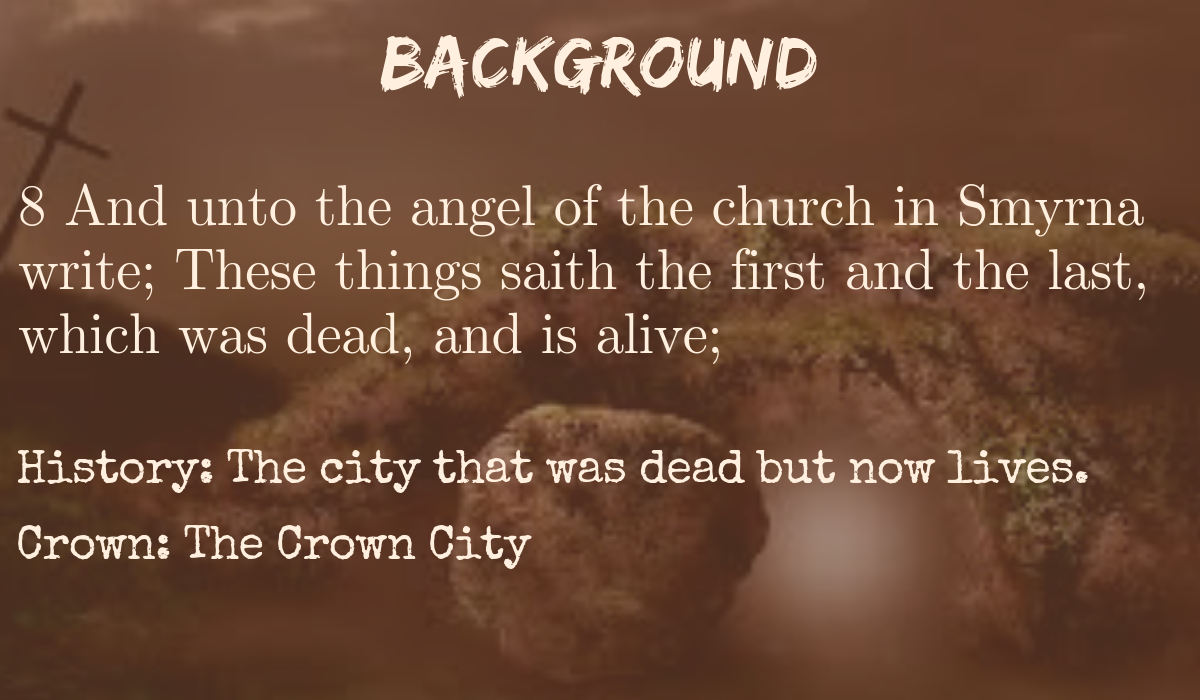 BACKGROUND
8 And unto the angel of the church in Smyrna
write; These things saith the first and the last,
which was dead, and is alive;
History: The city that was dead but now lives.
Crown: The Crown City